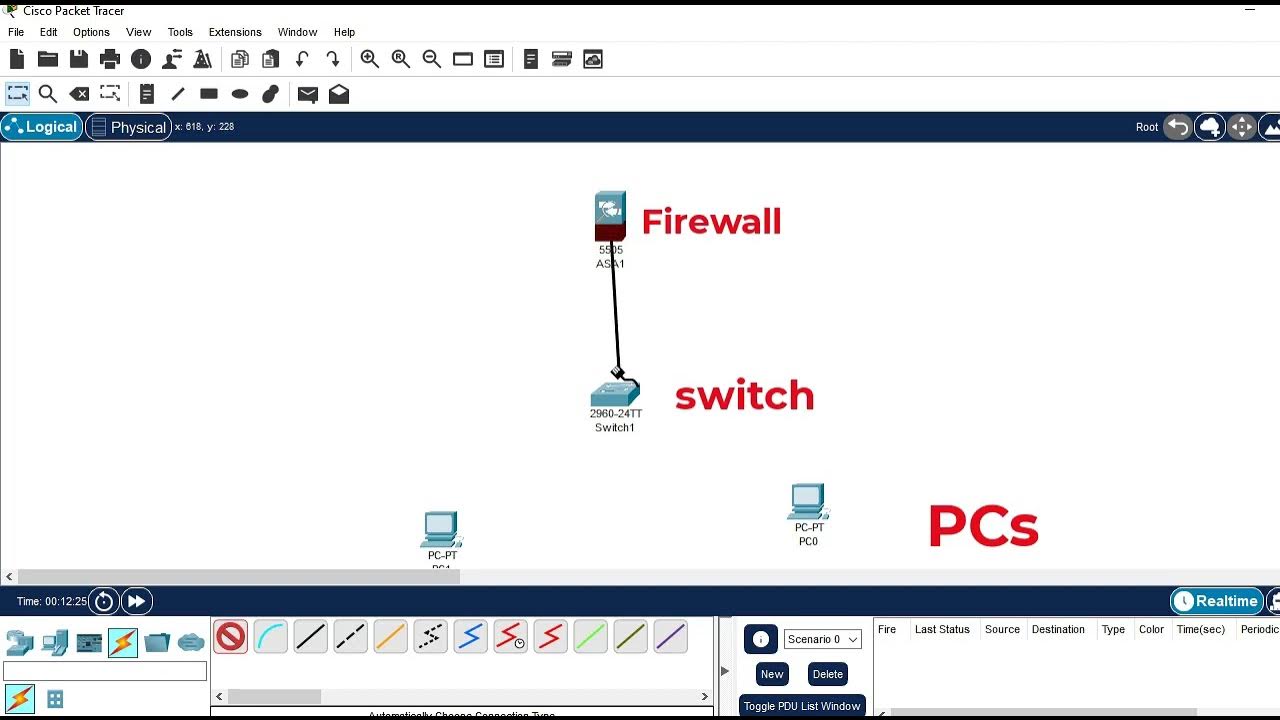 Cisco Packet Tracer
File Edit Options View Tools Extensions Window Help
Logical Physical x: 618, y: 228 Root
Firewall
5505
ASA1
switch
2960-24TT
Switch1
PC-PT
PC0
PCs
PC-PT
PC1
Time: 00:12:25 Realtime
Scenario 0
New Delete
Toggle PDU List Window
Fire Last Status Source Destination Type Color Time(sec) Periodic
Automatically Choose Connection Type